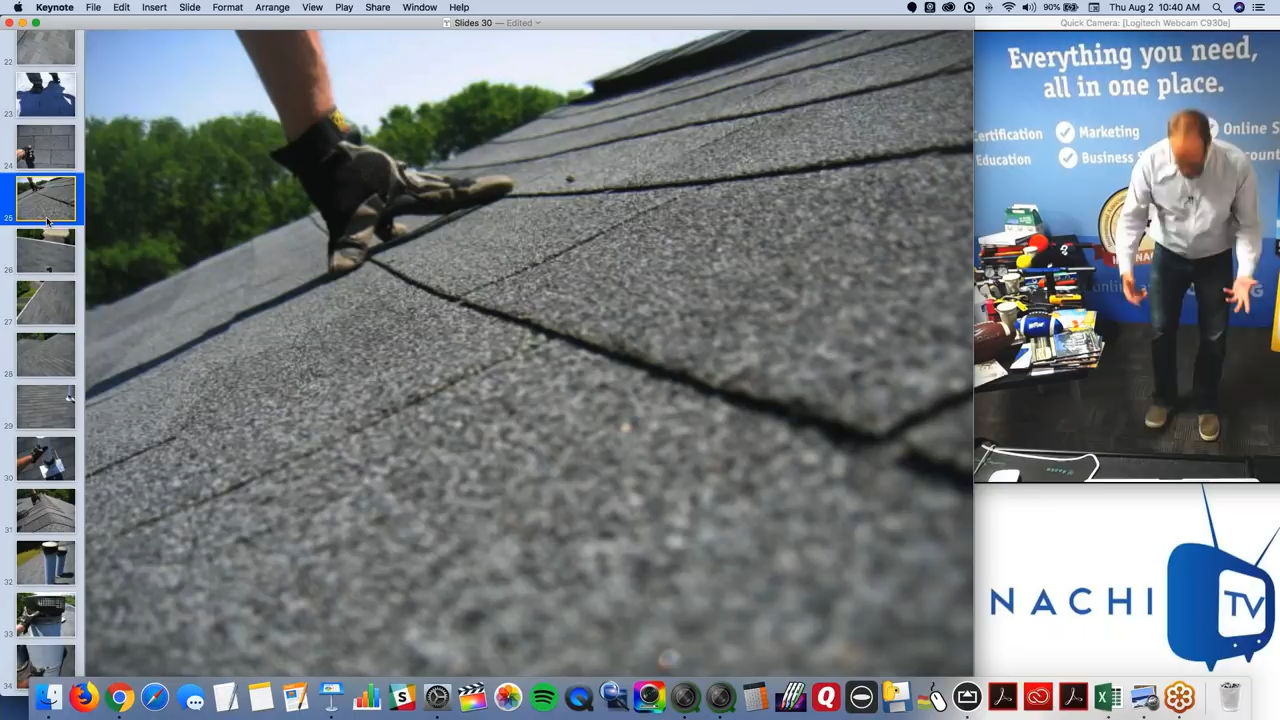 Keynote File Edit Insert Slide Format Arrange View Play Share Window Help 90% Thu Aug 2 10:40 AM
Slides 30 — Edited
Quick Camera: [Logitech Webcam C930e]
22
23
24
25
26
27
28
29
30
31
32
33
34
Everything you need,
all in one place.
Certification Marketing Online S
Education Business
NACHI TV